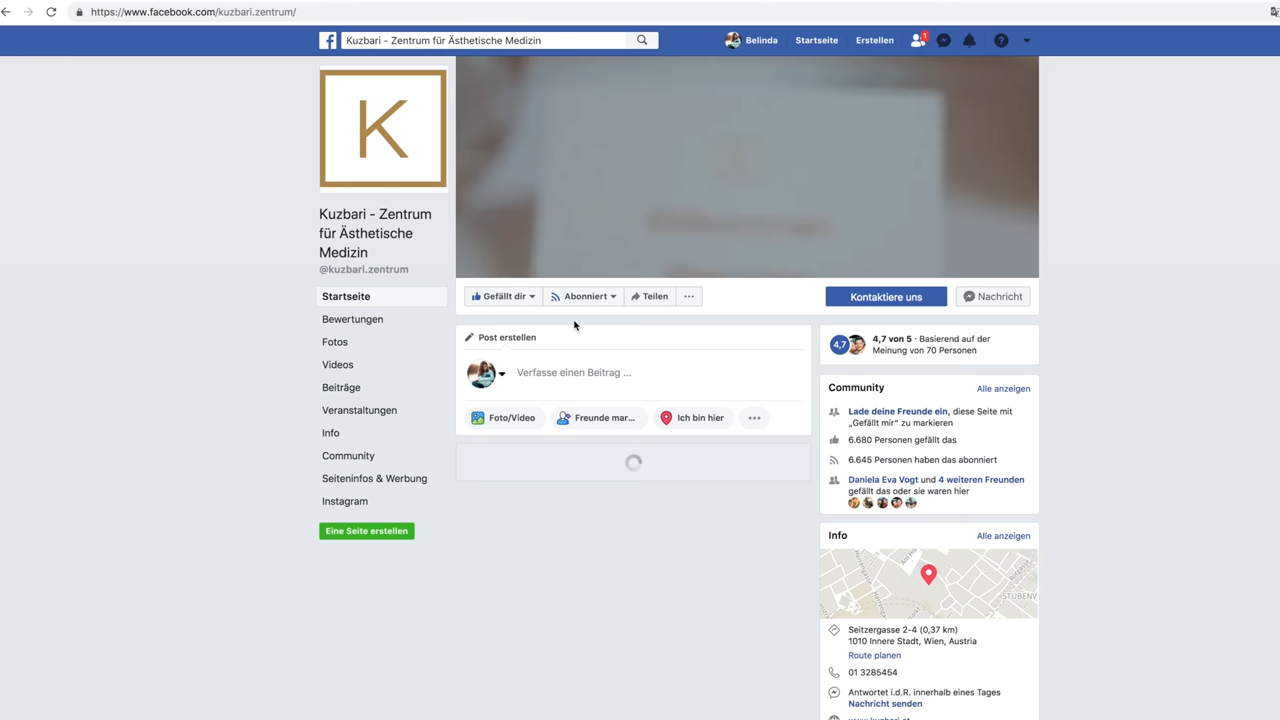 https://www.facebook.com/kuzbari.zentrum/
Kuzbari - Zentrum für Ästhetische Medizin
Belinda
Startseite
Erstellen
1
K
Kuzbari - Zentrum
für Ästhetische
Medizin
@kuzbari.zentrum
Startseite
Bewertungen
Fotos
Videos
Beiträge
Veranstaltungen
Info
Community
Seiteninfos & Werbung
Instagram
Eine Seite erstellen
Gefällt dir
Abonniert
Teilen
Kontaktiere uns
Nachricht
Post erstellen
Verfasse einen Beitrag ...
Foto/Video
Freunde mar...
Ich bin hier
4,7
4,7 von 5 · Basierend auf der
Meinung von 70 Personen
Community
Alle anzeigen
Lade deine Freunde ein, diese Seite mit
„Gefällt mir“ zu markieren
6.680 Personen gefällt das
6.645 Personen haben das abonniert
Daniela Eva Vogt und 4 weiteren Freunden
gefällt das oder sie waren hier
Info
Alle anzeigen
STUBENV
Seitzergasse 2-4 (0,37 km)
1010 Innere Stadt, Wien, Austria
Route planen
01 3285454
Antwortet i.d.R. innerhalb eines Tages
Nachricht senden